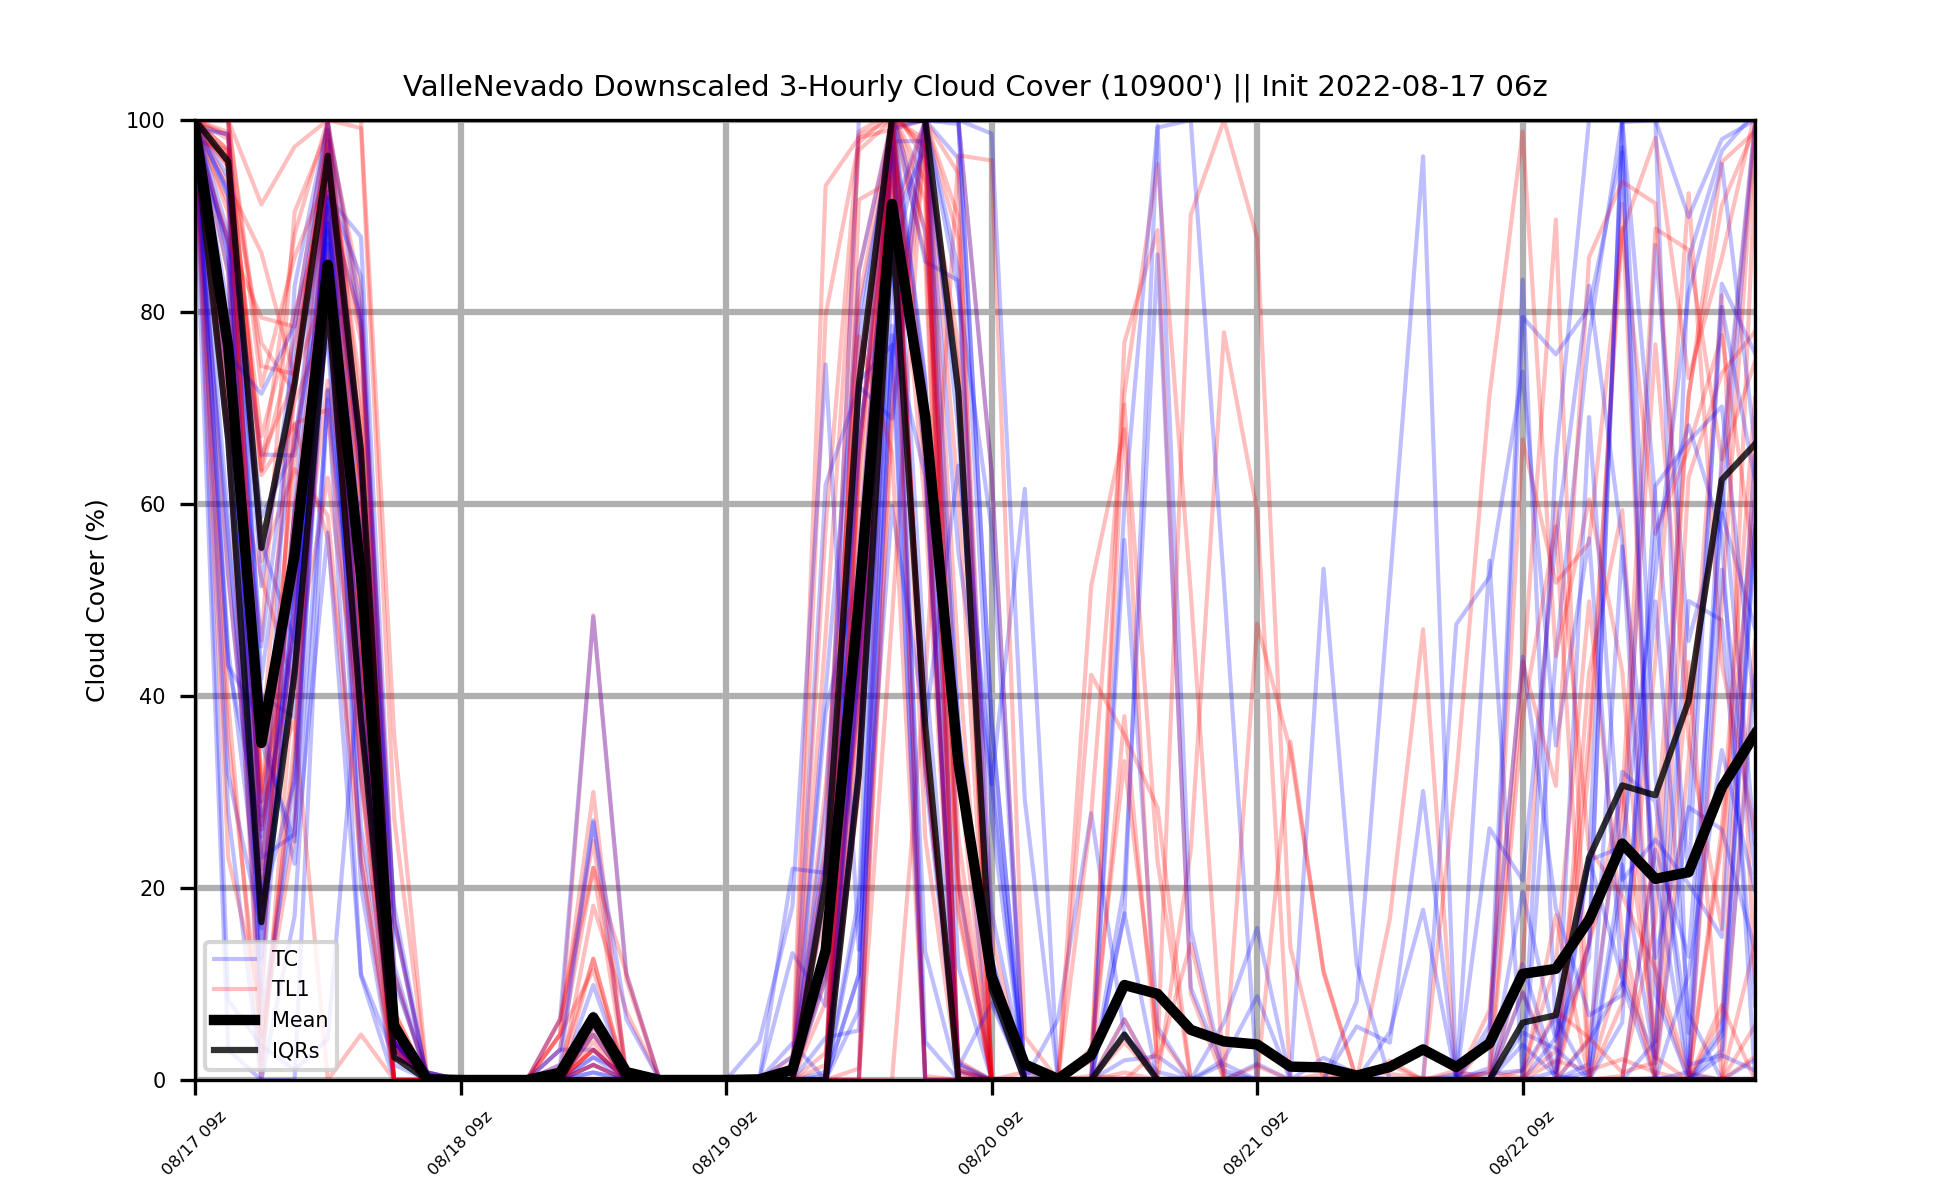 ValleNevado Downscaled 3-Hourly Cloud Cover (10900') || Init 2022-08-17 06z
100
80
60
40
20
0
Cloud Cover (%)
TC
TL1
Mean
IQRs
08/17 09z
08/18 09z
08/19 09z
08/20 09z
08/21 09z
08/22 09z